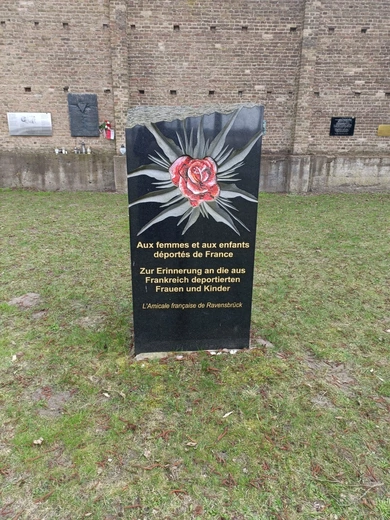 Aux femmes et aux enfants
déportés de France
Zur Erinnerung an die aus
Frankreich deportierten
Frauen und Kinder
L'Amicale française de Ravensbrück